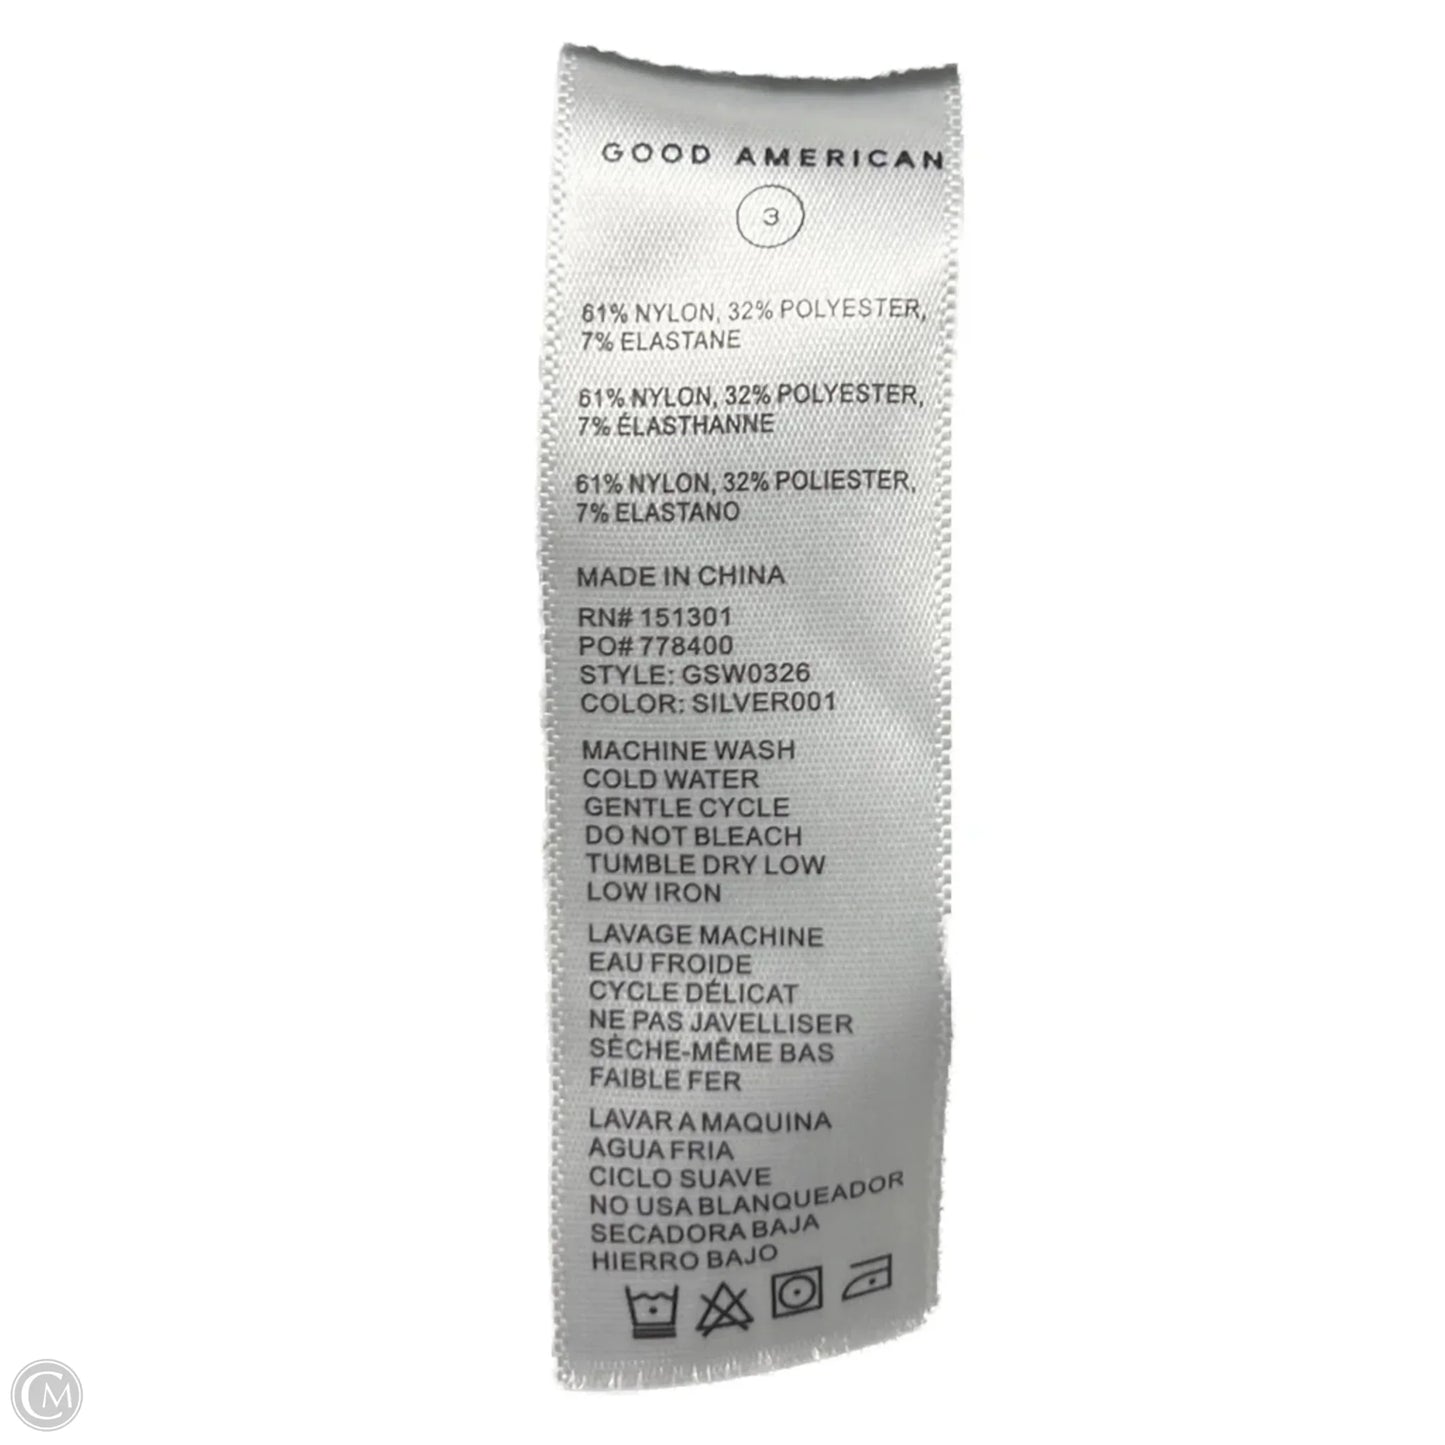 GOOD AMERICAN
3
61% NYLON, 32% POLYESTER,
7% ELASTANE
61% NYLON, 32% POLYESTER,
7% ÉLASTHANNE
61% NYLON, 32% POLIESTER,
7% ELASTANO
MADE IN CHINA
RN# 151301
PO# 778400
STYLE: GSW0326
COLOR: SILVER001
MACHINE WASH
COLD WATER
GENTLE CYCLE
DO NOT BLEACH
TUMBLE DRY LOW
LOW IRON
LAVAGE MACHINE
EAU FROIDE
CYCLE DÉLICAT
NE PAS JAVELLISER
SÈCHE-MÊME BAS
FAIBLE FER
LAVAR A MAQUINA
AGUA FRIA
CICLO SUAVE
NO USA BLANQUEADOR
SECADORA BAJA
HIERRO BAJO
CM